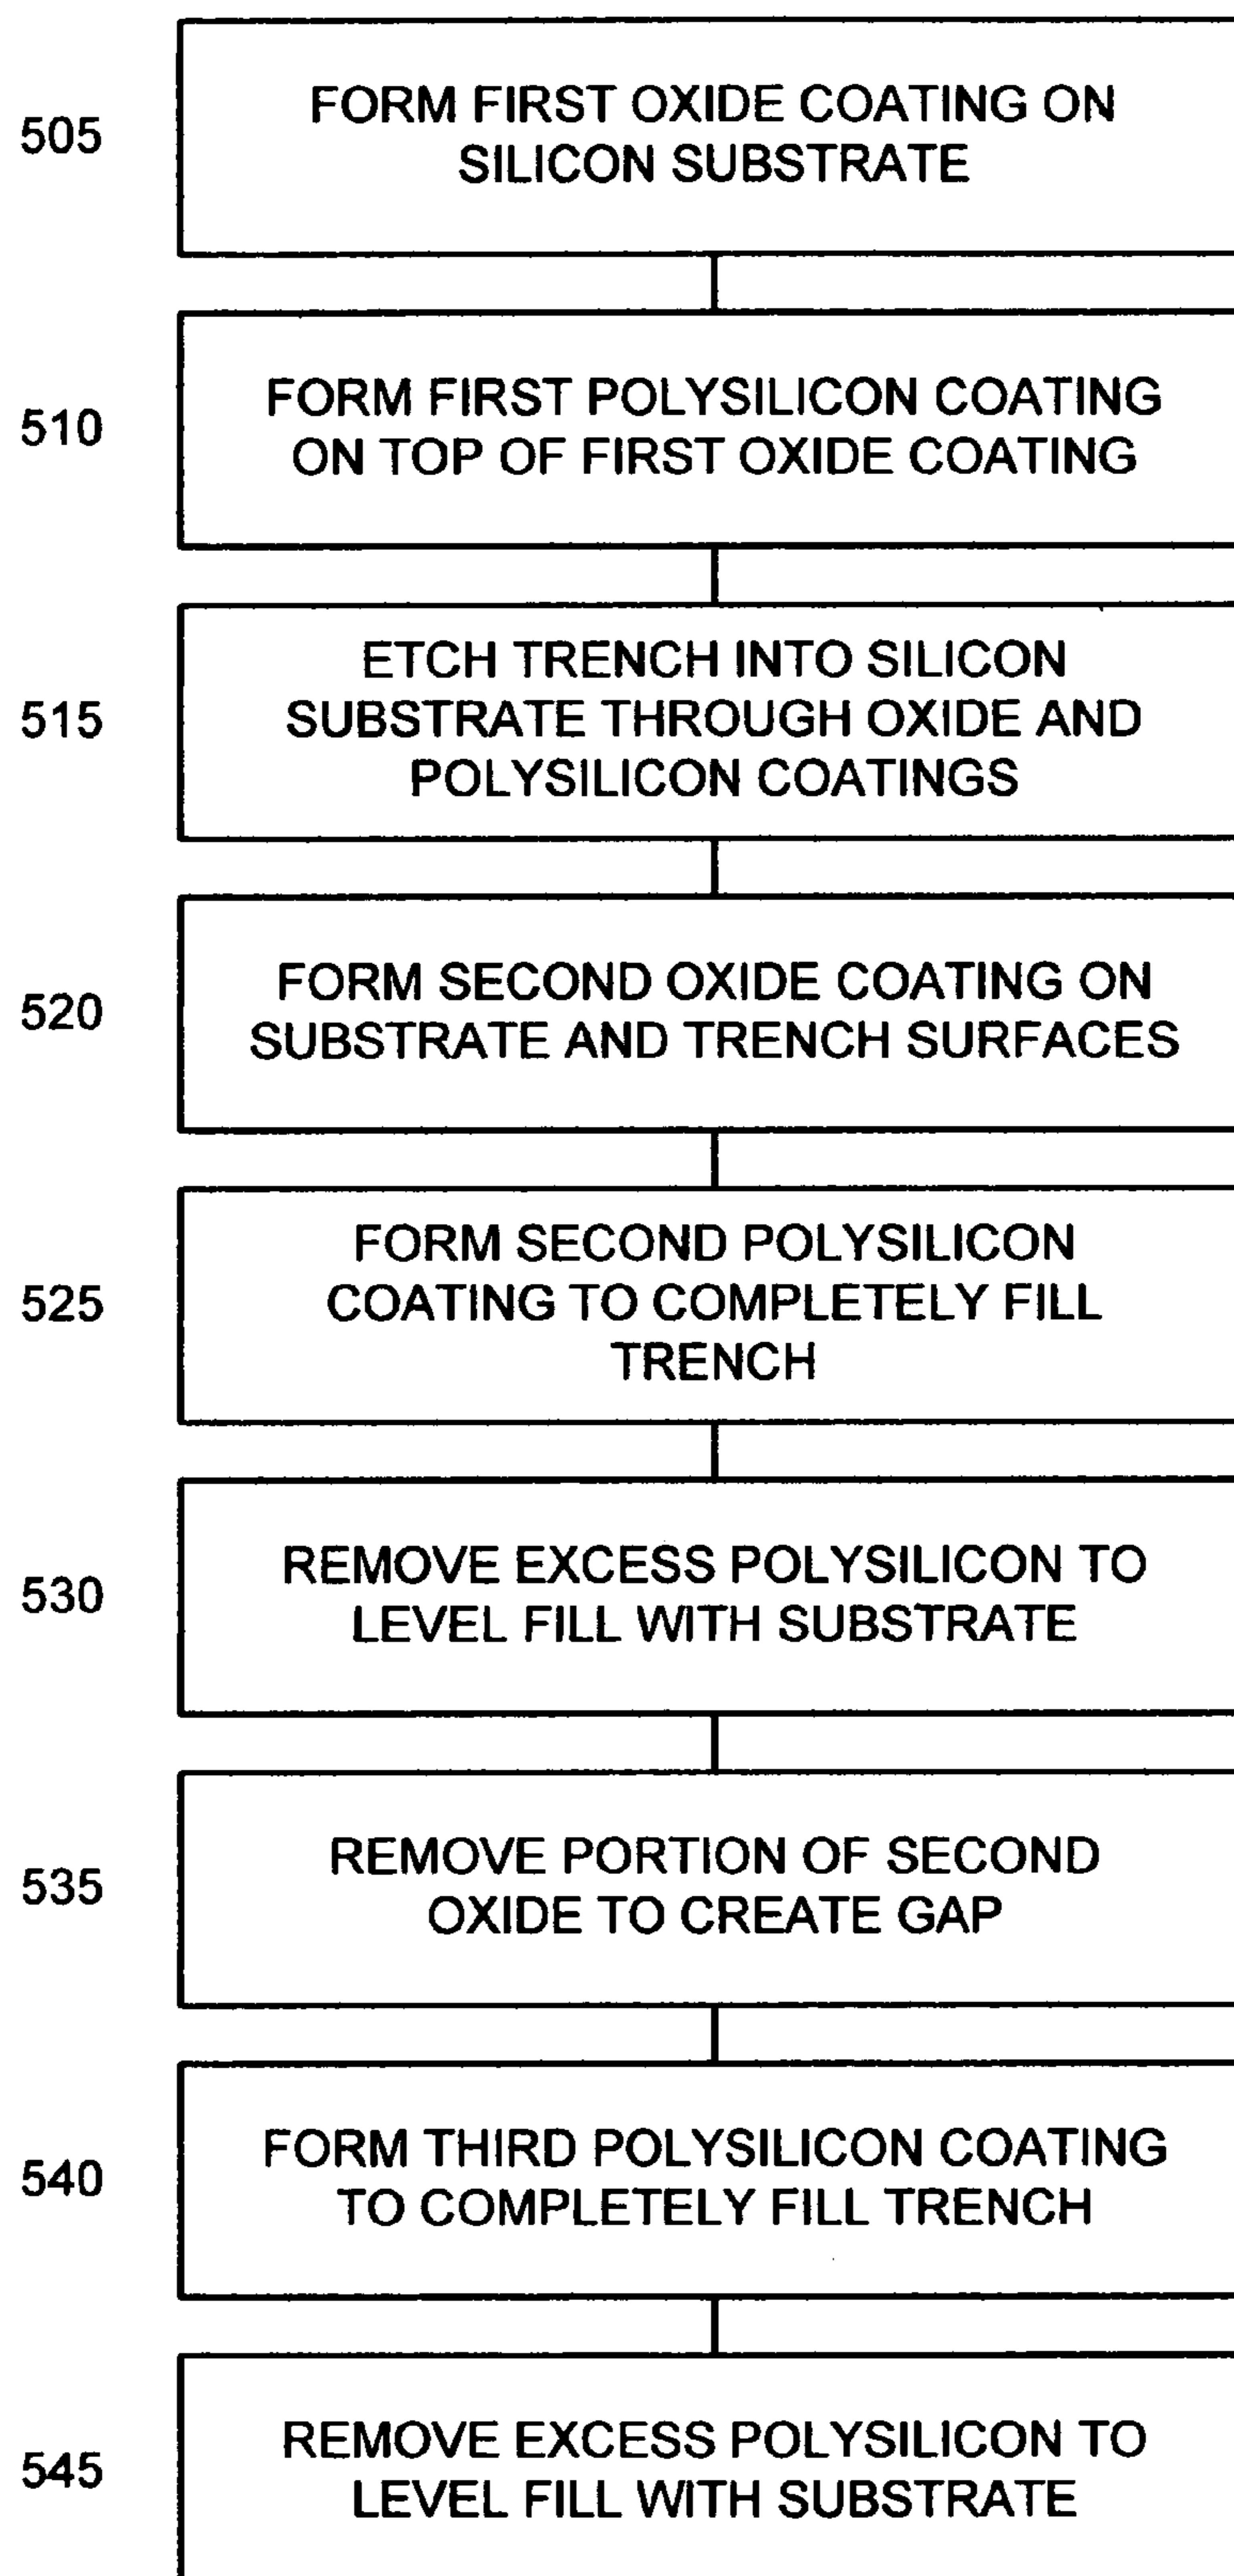 505
FORM FIRST OXIDE COATING ON
SILICON SUBSTRATE
510
FORM FIRST POLYSILICON COATING
ON TOP OF FIRST OXIDE COATING
515
ETCH TRENCH INTO SILICON
SUBSTRATE THROUGH OXIDE AND
POLYSILICON COATINGS
520
FORM SECOND OXIDE COATING ON
SUBSTRATE AND TRENCH SURFACES
525
FORM SECOND POLYSILICON
COATING TO COMPLETELY FILL
TRENCH
530
REMOVE EXCESS POLYSILICON TO
LEVEL FILL WITH SUBSTRATE
535
REMOVE PORTION OF SECOND
OXIDE TO CREATE GAP
540
FORM THIRD POLYSILICON COATING
TO COMPLETELY FILL TRENCH
545
REMOVE EXCESS POLYSILICON TO
LEVEL FILL WITH SUBSTRATE